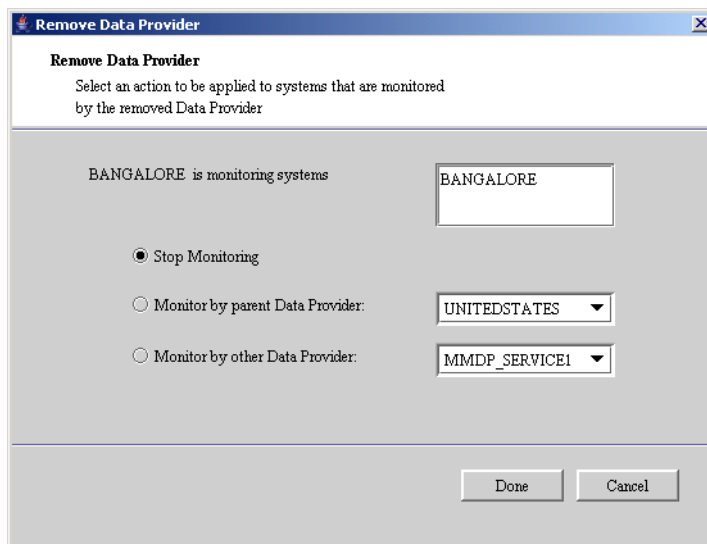 Remove Data Provider
Remove Data Provider
Select an action to be applied to systems that are monitored
by the removed Data Provider
BANGALORE is monitoring systems
BANGALORE
Stop Monitoring
Monitor by parent Data Provider:
UNITEDSTATES
Monitor by other Data Provider:
MMDP_SERVICE1
Done
Cancel